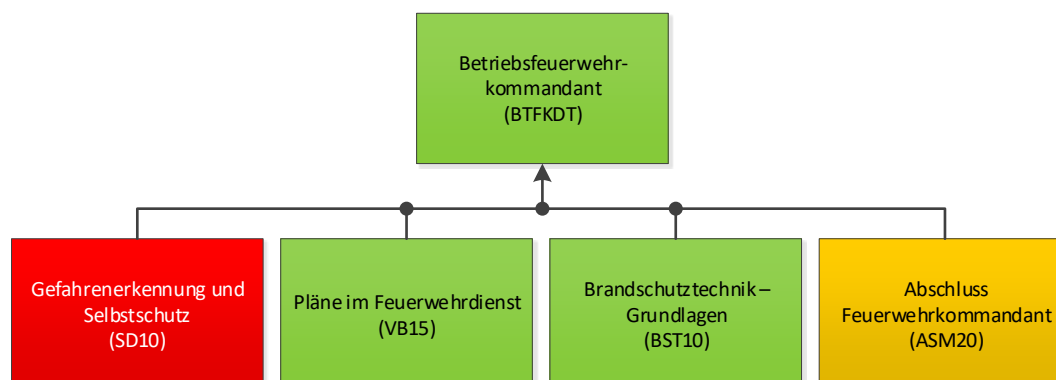 Betriebsfeuerwehr-
kommandant
(BTFKDT)
Gefahrenerkennung und
Selbstschutz
(SD10)
Pläne im Feuerwehrdienst
(VB15)
Brandschutztechnik –
Grundlagen
(BST10)
Abschluss
Feuerwehrkommandant
(ASM20)